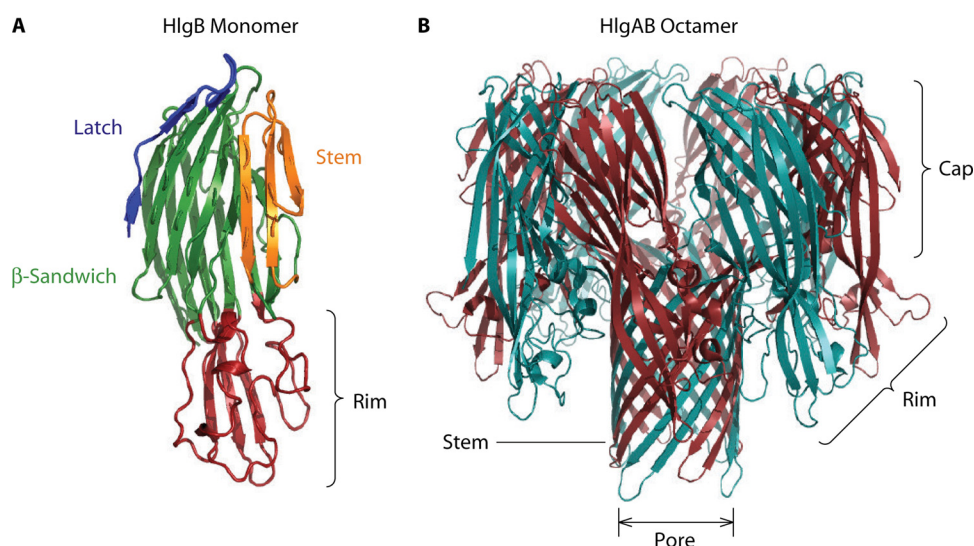 A
HlgB Monomer
Latch
Stem
β-Sandwich
Rim
B
HlgAB Octamer
Cap
Rim
Stem
Pore